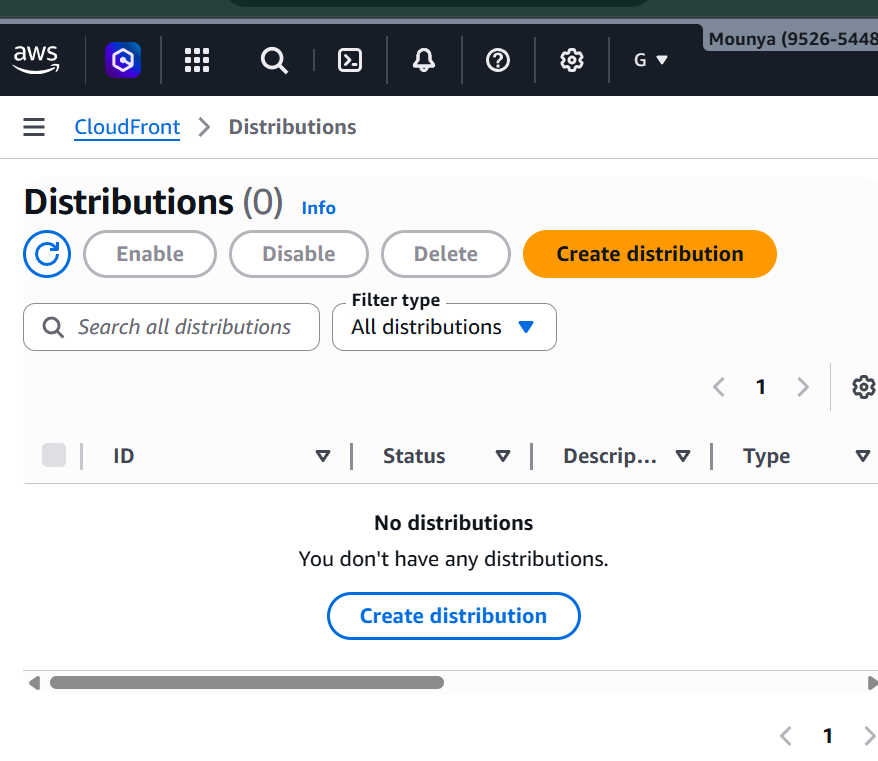 Mounya (9526-5448
aws
G
CloudFront
Distributions
Distributions (0) Info
Enable
Disable
Delete
Create distribution
Filter type
Search all distributions
All distributions
1
ID
Status
Descrip...
Type
No distributions
You don't have any distributions.
Create distribution
1